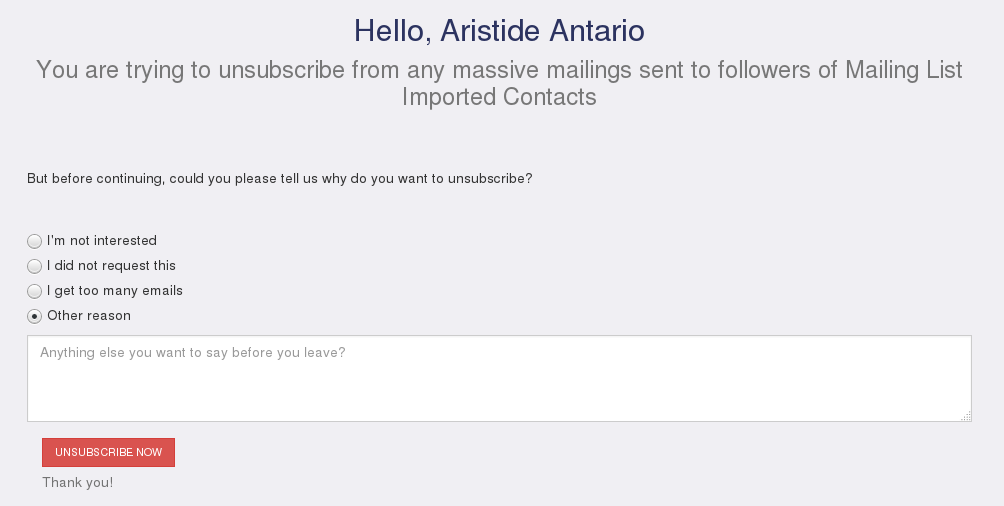 Hello, Aristide Antario
You are trying to unsubscribe from any massive mailings sent to followers of Mailing List
Imported Contacts
But before continuing, could you please tell us why do you want to unsubscribe?
I'm not interested
I did not request this
I get too many emails
Other reason
Anything else you want to say before you leave?
UNSUBSCRIBE NOW
Thank you!